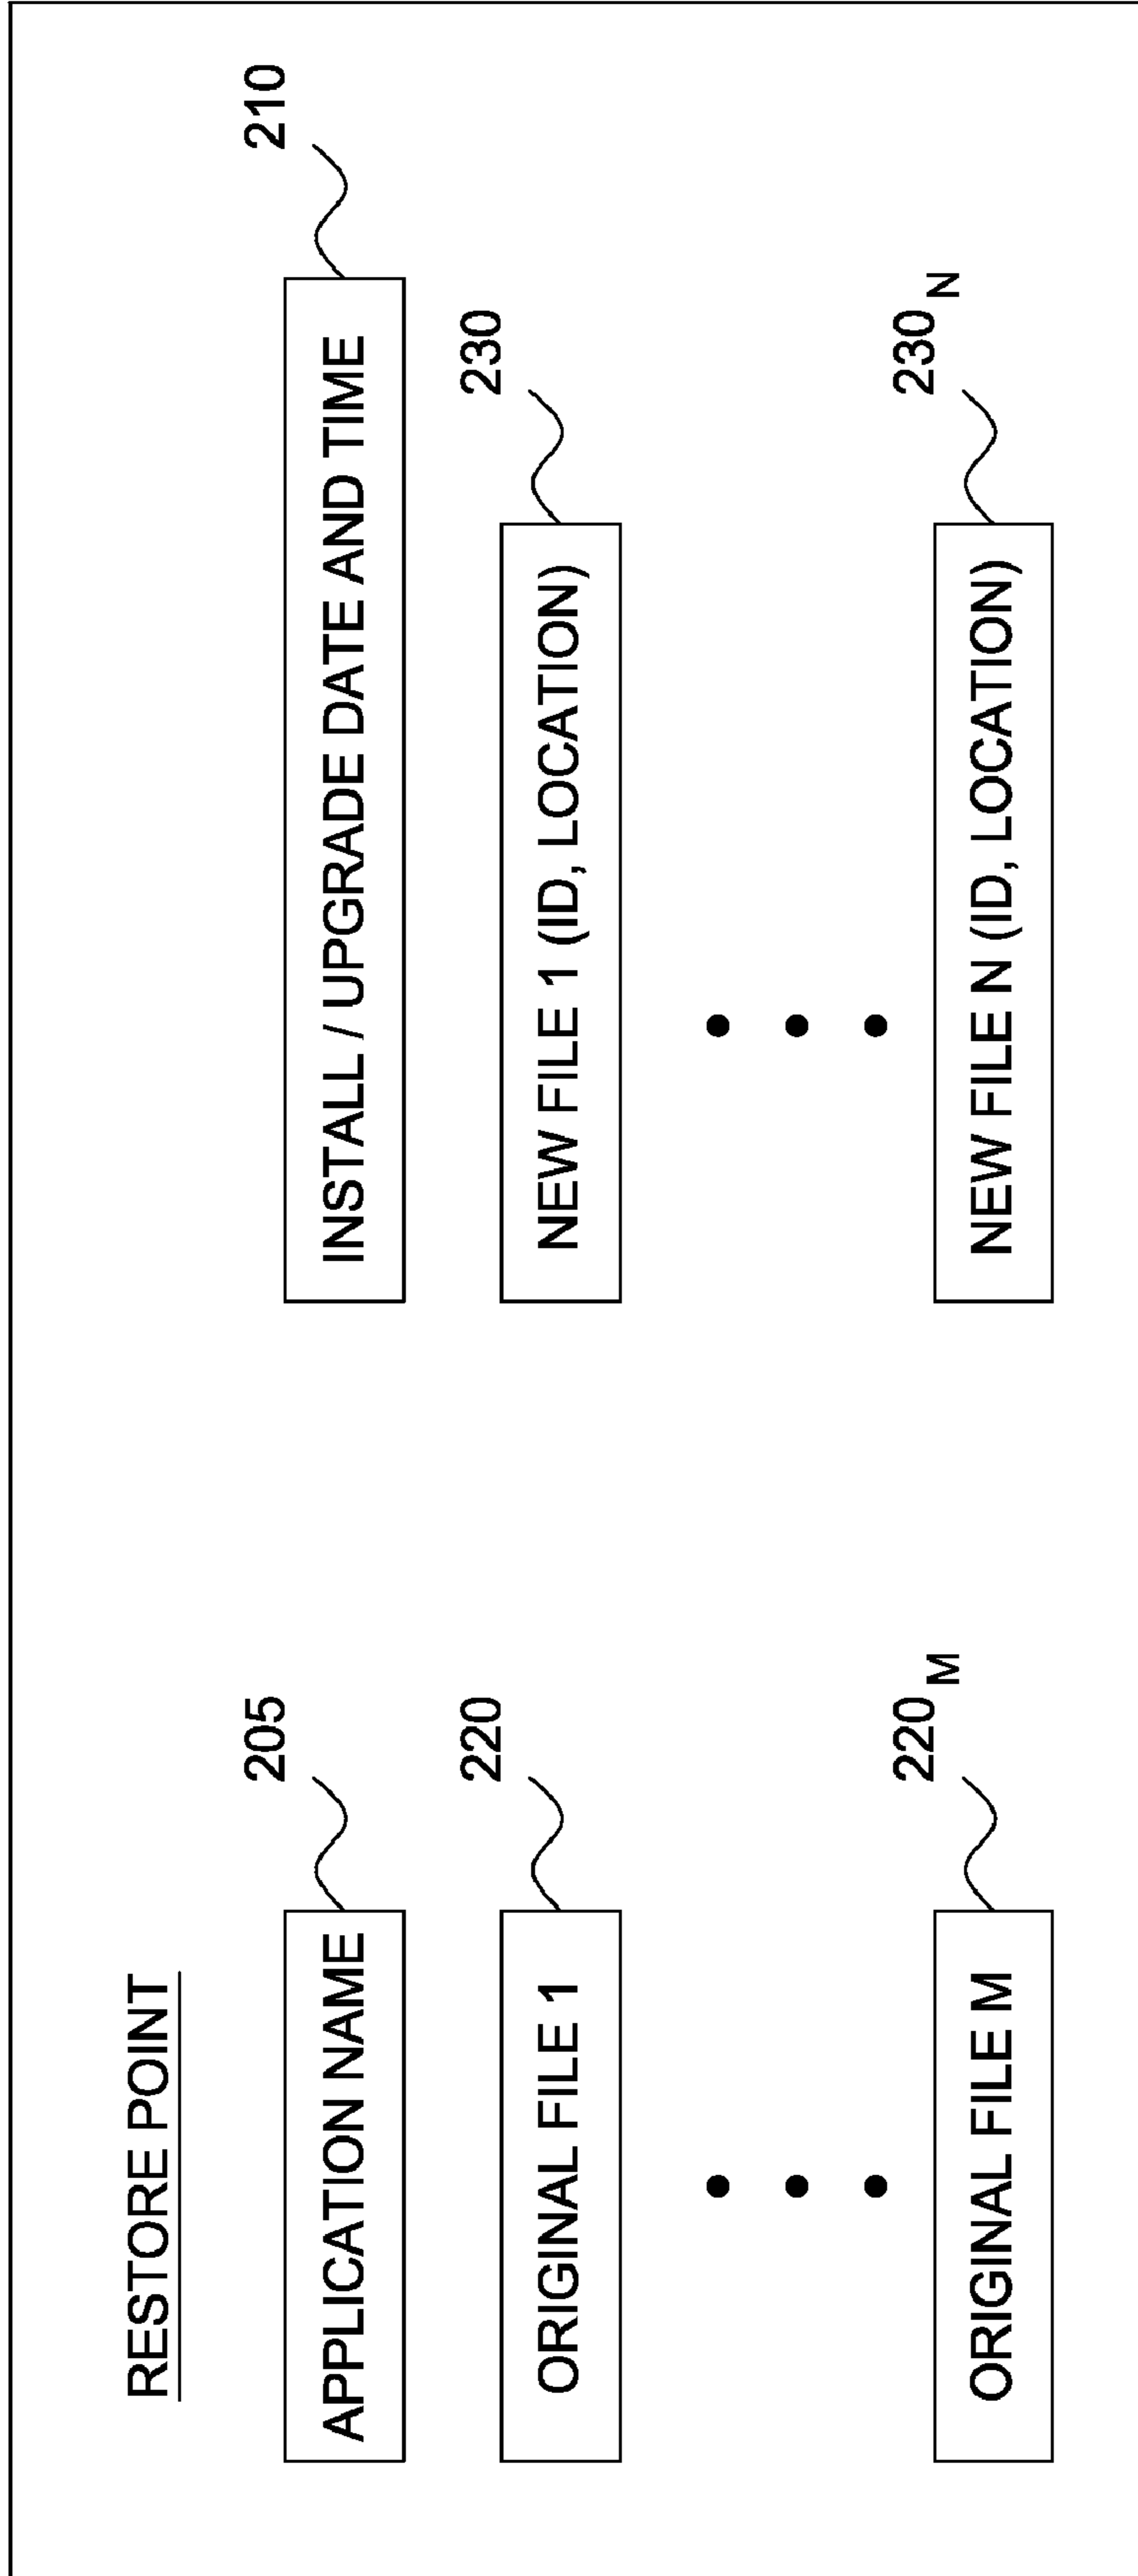 RESTORE POINT
205
210
APPLICATION NAME
INSTALL / UPGRADE DATE AND TIME
220
230
ORIGINAL FILE 1
NEW FILE 1 (ID, LOCATION)
220M
230N
ORIGINAL FILE M
NEW FILE N (ID, LOCATION)